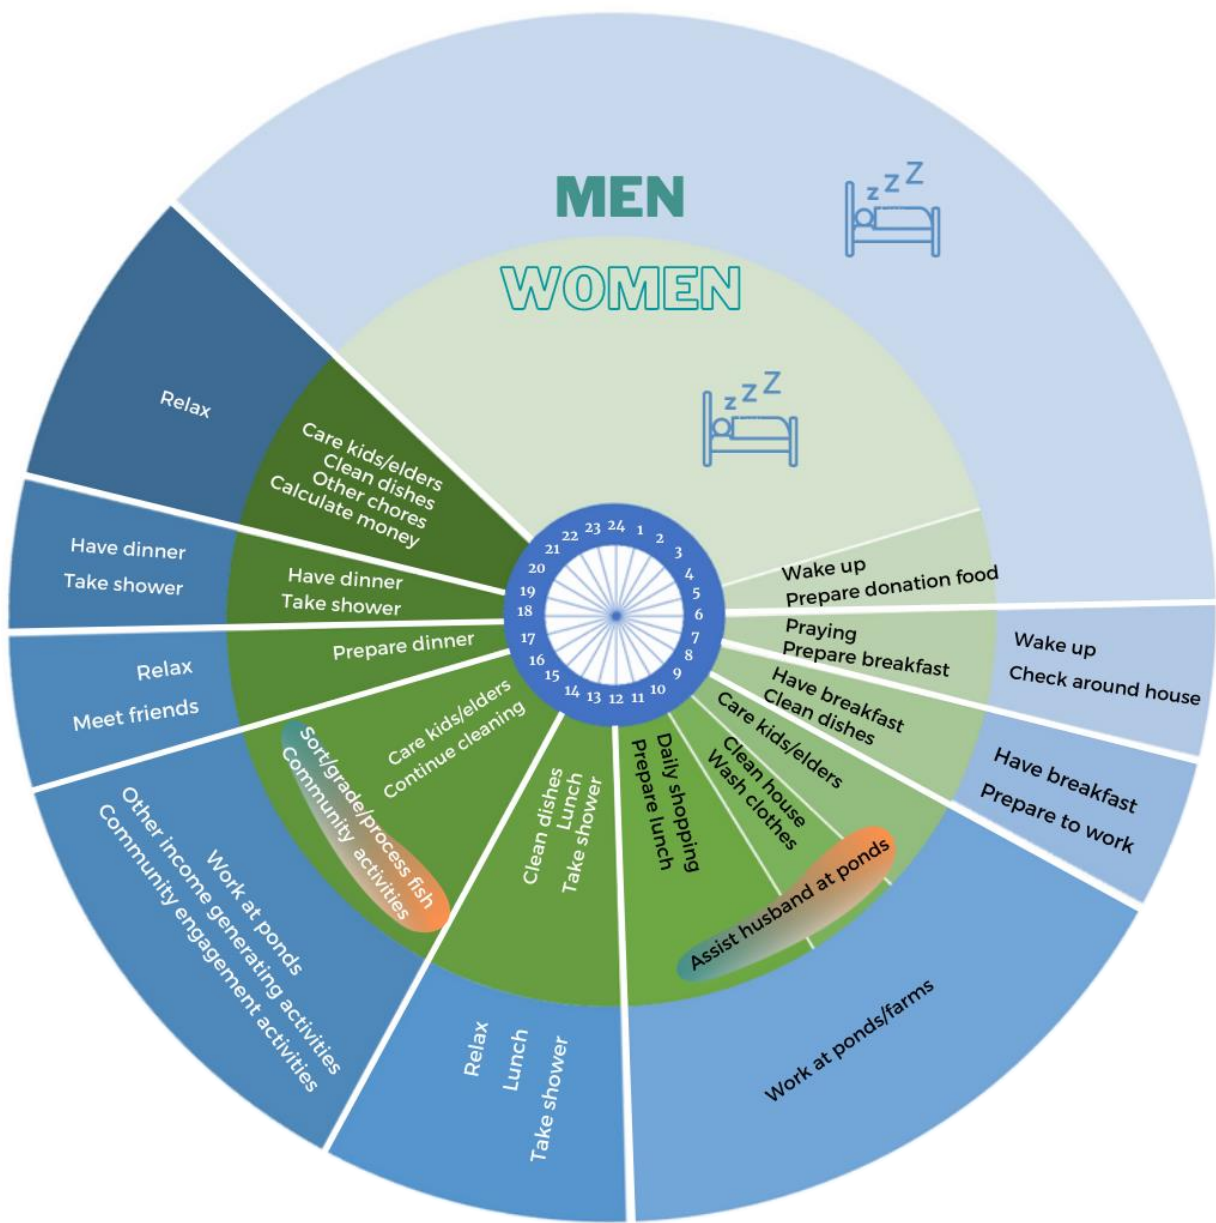 MEN
z z Z
WOMEN
z z Z
24
1
2
3
4
5
6
7
8
9
10
11
12
13
14
15
16
17
18
19
20
21
22
23
Wake up
Prepare donation food
Praying
Prepare breakfast
Have breakfast
Clean dishes
Care kids/elders
Clean house
Wash clothes
Assist husband at ponds
Daily shopping
Prepare lunch
Clean dishes
Lunch
Take shower
Care kids/elders
Continue cleaning
Sort/grade/process fish
Community activities
Prepare dinner
Have dinner
Take shower
Care kids/elders
Clean dishes
Other chores
Calculate money
Wake up
Check around house
Have breakfast
Prepare to work
Work at ponds/farms
Relax
Lunch
Take shower
Work at ponds
Other income generating activities
Community engagement activities
Relax
Meet friends
Have dinner
Take shower
Relax